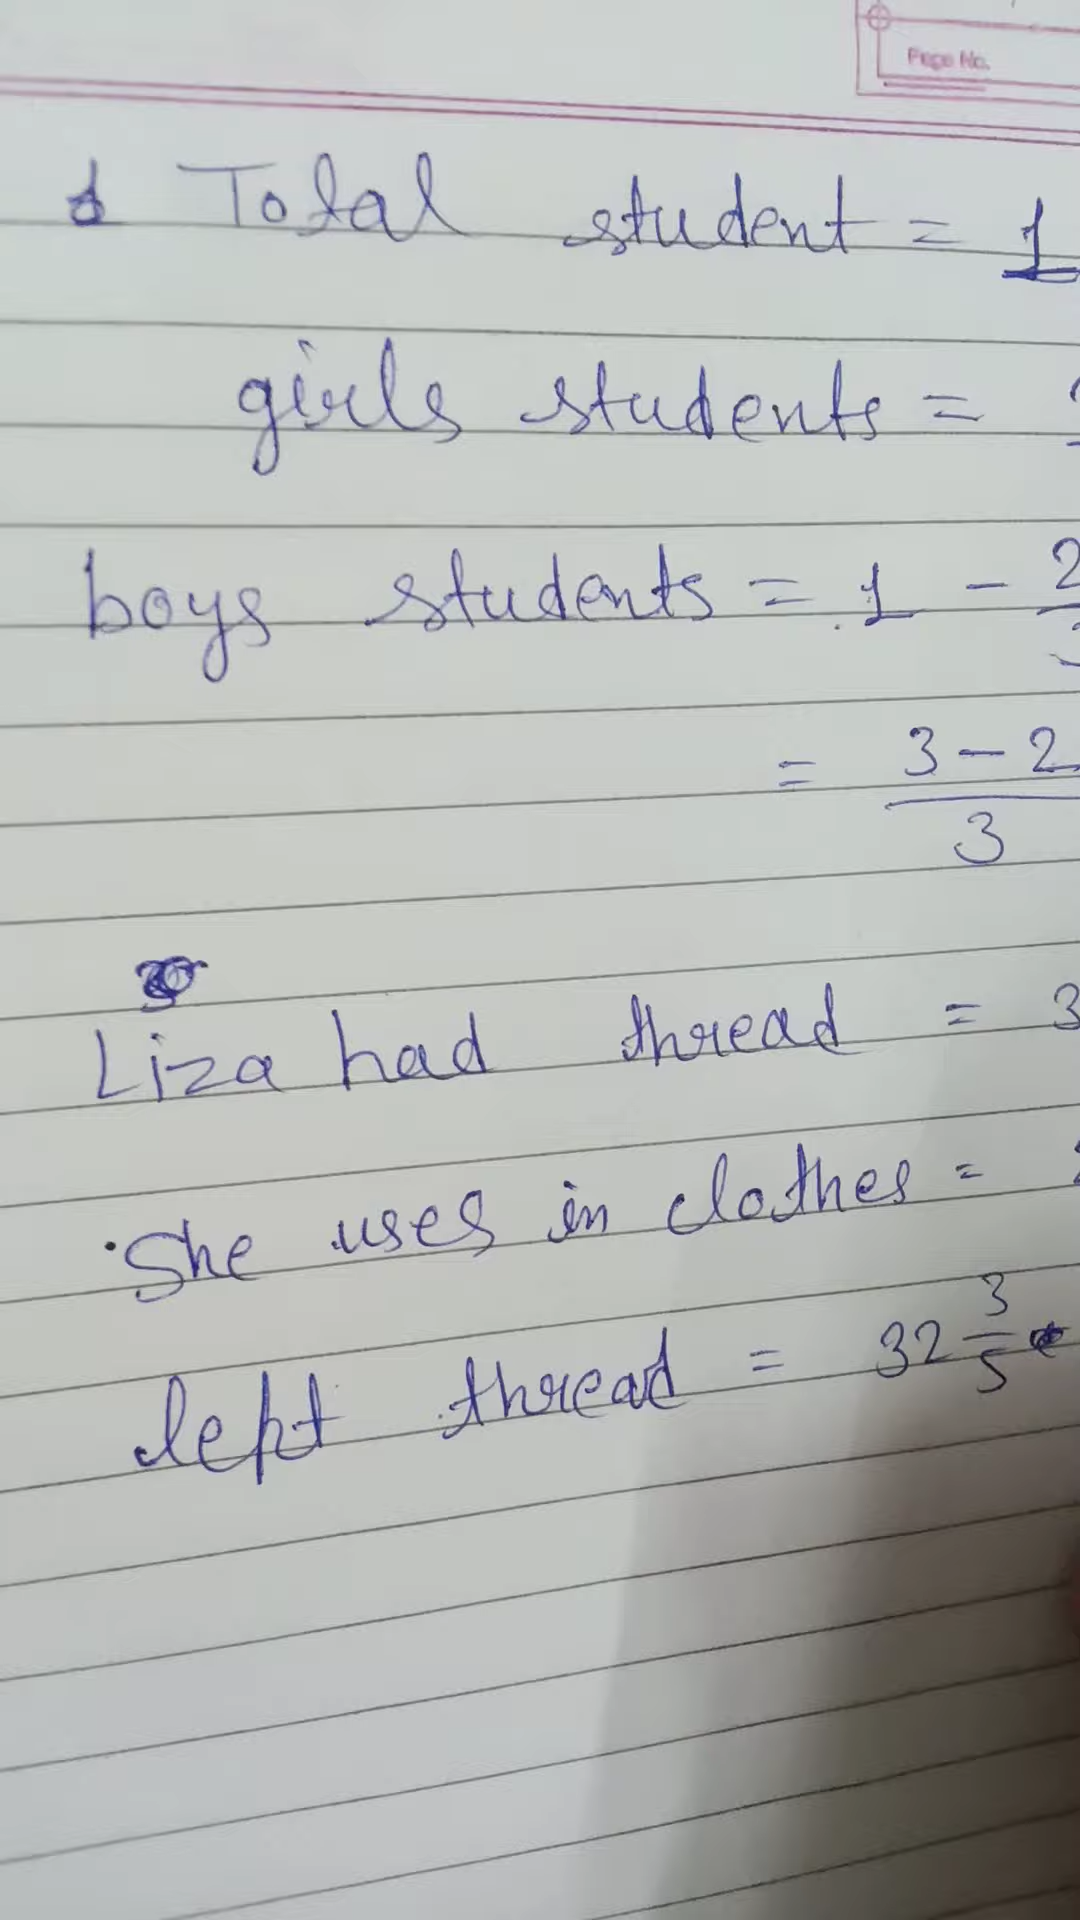 Page No.
Total student = 1
girls students =
boys students = 1 - 2/3
= 3 - 2/3
Liza had thread = 3
She uses in clothes =
left thread = 32 3/5